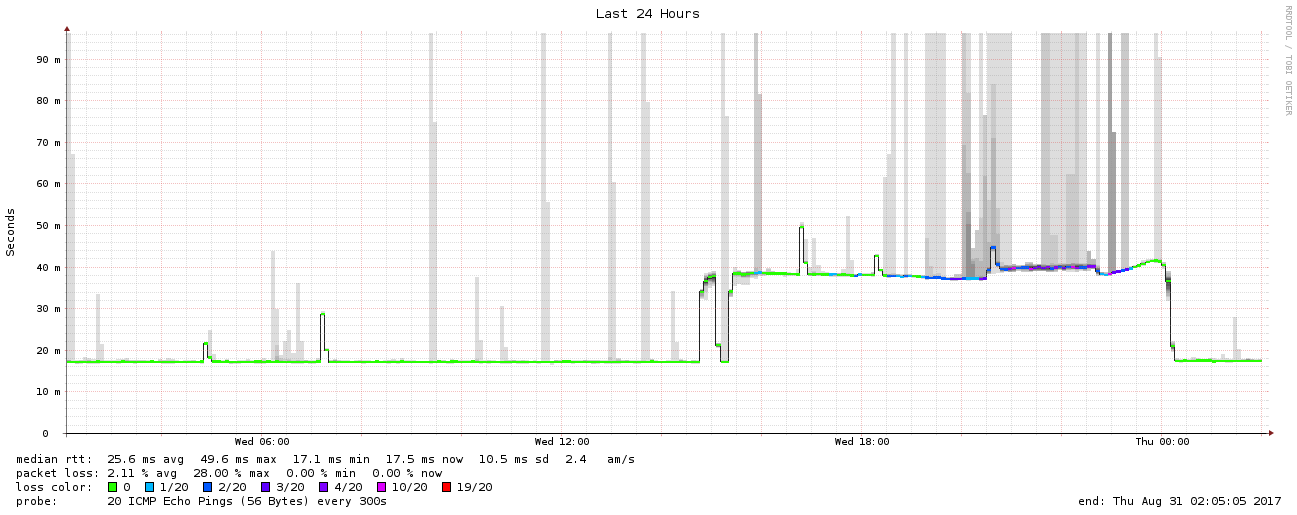 Last 24 Hours
RRDTOOL / TOBI OETIKER
Seconds
90 m
80 m
70 m
60 m
50 m
40 m
30 m
20 m
10 m
0
Wed 06:00 Wed 12:00 Wed 18:00 Thu 00:00
median rtt: 25.6 ms avg 49.6 ms max 17.1 ms min 17.5 ms now 10.5 ms sd 2.4 am/s
packet loss: 2.11 % avg 28.00 % max 0.00 % min 0.00 % now
loss color: 0 1/20 2/20 3/20 4/20 10/20 19/20
probe: 20 ICMP Echo Pings (56 Bytes) every 300s end: Thu Aug 31 02:05:05 2017